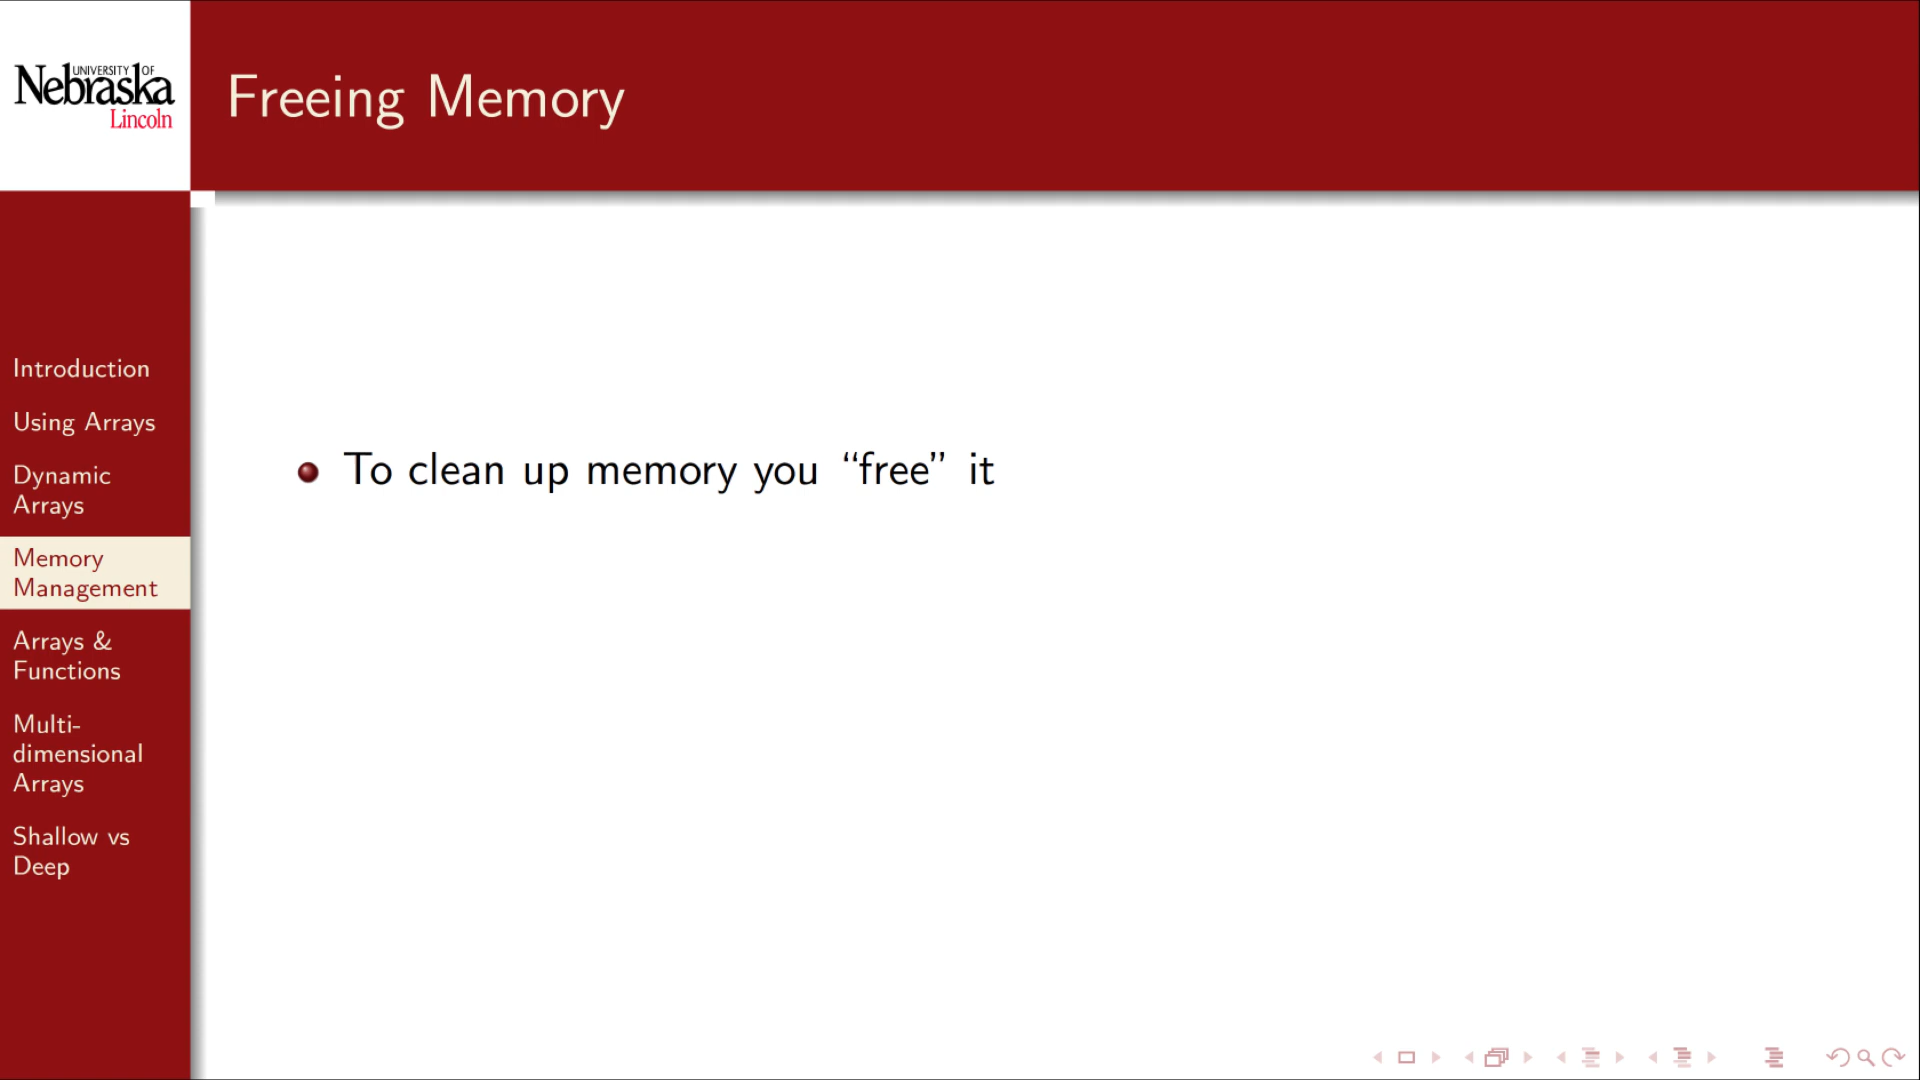 UNIVERSITY OF
Nebraska
Lincoln
Freeing Memory
Introduction
Using Arrays
Dynamic
Arrays
Memory
Management
Arrays &
Functions
Multi-
dimensional
Arrays
Shallow vs
Deep
To clean up memory you “free” it